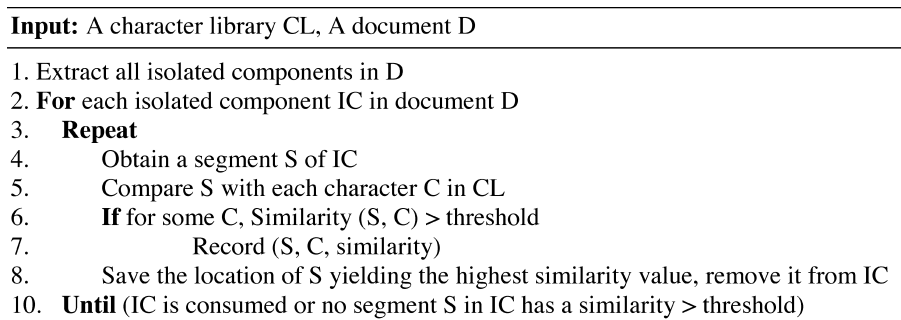 Input: A character library CL, A document D
1. Extract all isolated components in D
2. For each isolated component IC in document D
3. Repeat
4. Obtain a segment S of IC
5. Compare S with each character C in CL
6. If for some C, Similarity (S, C) > threshold
7. Record (S, C, similarity)
8. Save the location of S yielding the highest similarity value, remove it from IC
10. Until (IC is consumed or no segment S in IC has a similarity > threshold)